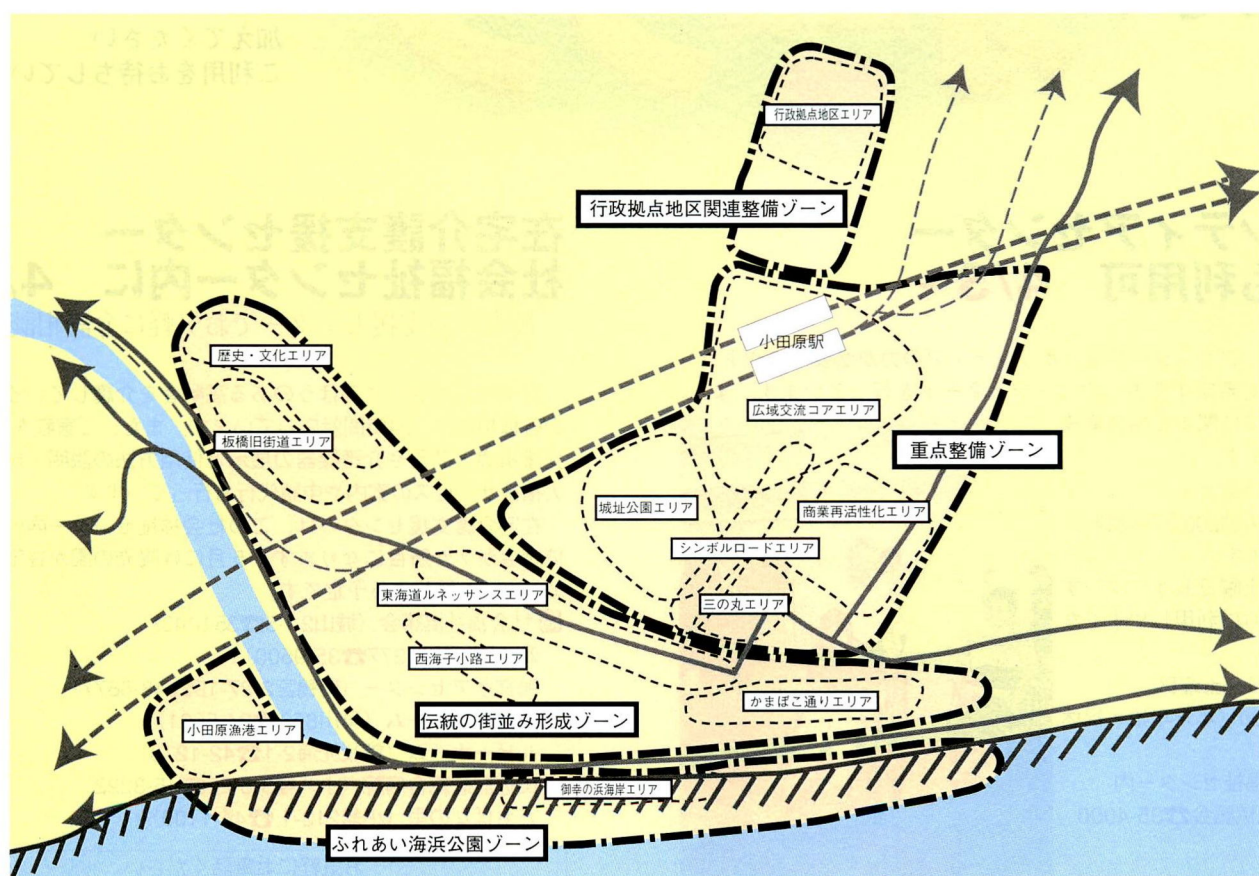 行政拠点地区エリア
行政拠点地区関連整備ゾーン
小田原駅
歴史・文化エリア
広域交流コアエリア
板橋旧街道エリア
重点整備ゾーン
城址公園エリア
商業再活性化エリア
シンボルロードエリア
東海道ルネッサンスエリア
三の丸エリア
西海子小路エリア
かまぼこ通りエリア
伝統の街並み形成ゾーン
小田原漁港エリア
御幸の浜海岸エリア
ふれあい海浜公園ゾーン